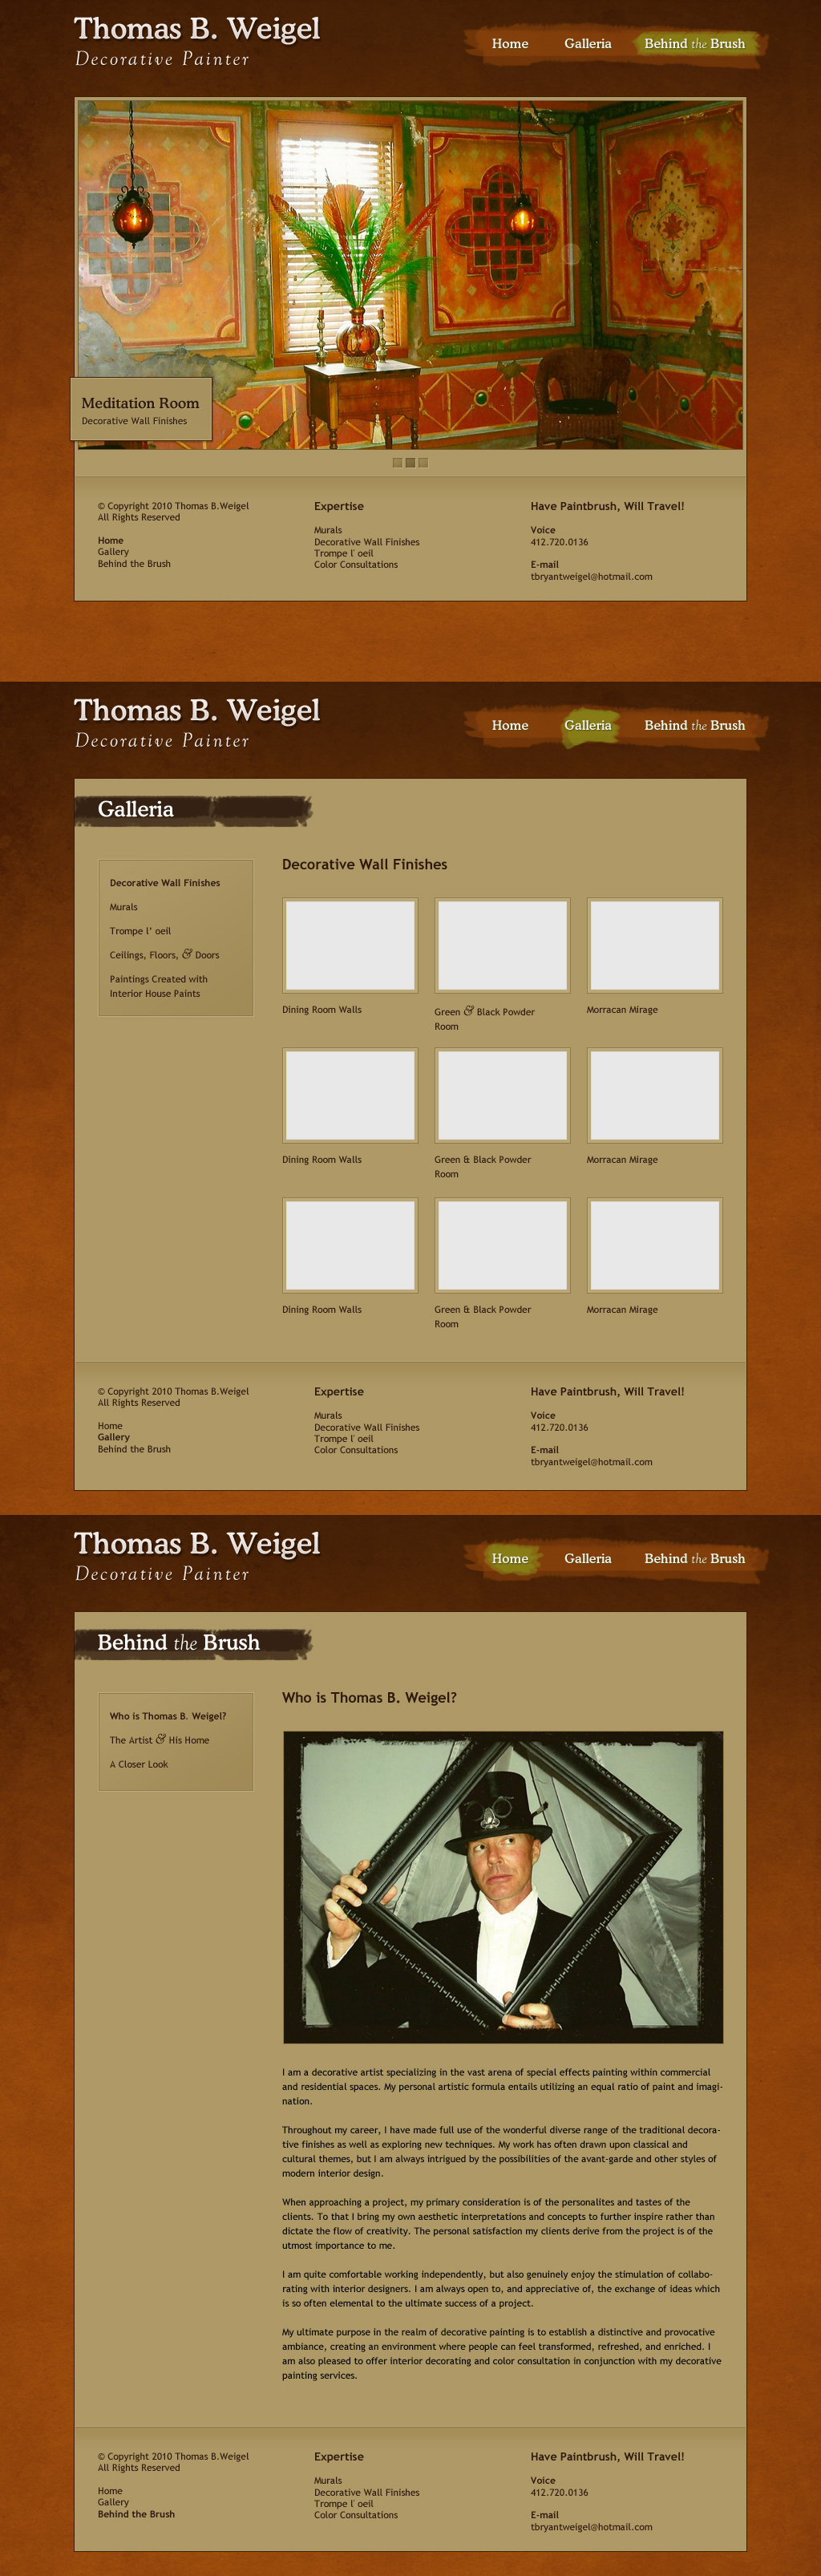 Thomas B. Weigel
Decorative Painter
Home Galleria Behind the Brush
Meditation Room
Decorative Wall Finishes
© Copyright 2010 Thomas B.Weigel
All Rights Reserved
Home
Gallery
Behind the Brush
Expertise
Murals
Decorative Wall Finishes
Trompe l' oeil
Color Consultations
Have Paintbrush, Will Travel!
Voice
412.720.0136
E-mail
tbryantweigel@hotmail.com
Thomas B. Weigel
Decorative Painter
Home Galleria Behind the Brush
Galleria
Decorative Wall Finishes
Murals
Trompe l' oeil
Ceilings, Floors, & Doors
Paintings Created with
Interior House Paints
Decorative Wall Finishes
Dining Room Walls
Green & Black Powder
Room
Morracan Mirage
Dining Room Walls
Green & Black Powder
Room
Morracan Mirage
Dining Room Walls
Green & Black Powder
Room
Morracan Mirage
© Copyright 2010 Thomas B.Weigel
All Rights Reserved
Home
Gallery
Behind the Brush
Expertise
Murals
Decorative Wall Finishes
Trompe l' oeil
Color Consultations
Have Paintbrush, Will Travel!
Voice
412.720.0136
E-mail
tbryantweigel@hotmail.com
Thomas B. Weigel
Decorative Painter
Home Galleria Behind the Brush
Behind the Brush
Who is Thomas B. Weigel?
The Artist & His Home
A Closer Look
Who is Thomas B. Weigel?
I am a decorative artist specializing in the vast arena of special effects painting within commercial
and residential spaces. My personal artistic formula entails utilizing an equal ratio of paint and imagi-
nation.
Throughout my career, I have made full use of the wonderful diverse range of the traditional decora-
tive finishes as well as exploring new techniques. My work has often drawn upon classical and
cultural themes, but I am always intrigued by the possibilities of the avant-garde and other styles of
modern interior design.
When approaching a project, my primary consideration is of the personalites and tastes of the
clients. To that I bring my own aesthetic interpretations and concepts to further inspire rather than
dictate the flow of creativity. The personal satisfaction my clients derive from the project is of the
utmost importance to me.
I am quite comfortable working independently, but also genuinely enjoy the stimulation of collabo-
rating with interior designers. I am always open to, and appreciative of, the exchange of ideas which
is so often elemental to the ultimate success of a project.
My ultimate purpose in the realm of decorative painting is to establish a distinctive and provocative
ambiance, creating an environment where people can feel transformed, refreshed, and enriched. I
am also pleased to offer interior decorating and color consultation in conjunction with my decorative
painting services.
© Copyright 2010 Thomas B.Weigel
All Rights Reserved
Home
Gallery
Behind the Brush
Expertise
Murals
Decorative Wall Finishes
Trompe l' oeil
Color Consultations
Have Paintbrush, Will Travel!
Voice
412.720.0136
E-mail
tbryantweigel@hotmail.com